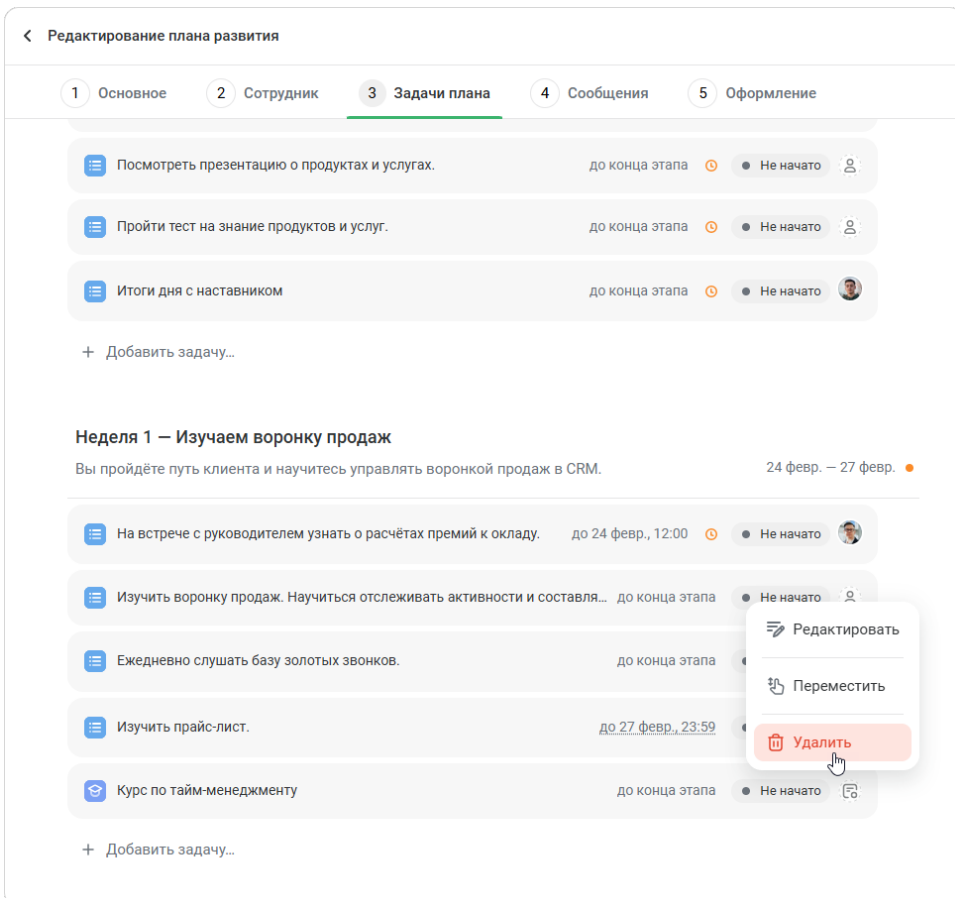 Редактирование плана развития
1 Основное 2 Сотрудник 3 Задачи плана 4 Сообщения 5 Оформление
Посмотреть презентацию о продуктах и услугах. до конца этапа Не начато
Пройти тест на знание продуктов и услуг. до конца этапа Не начато
Итоги дня с наставником до конца этапа Не начато
+ Добавить задачу...
Неделя 1 — Изучаем воронку продаж
Вы пройдёте путь клиента и научитесь управлять воронкой продаж в CRM. 24 февр. — 27 февр.
На встрече с руководителем узнать о расчётах премий к окладу. до 24 февр., 12:00 Не начато
Изучить воронку продаж. Научиться отслеживать активности и составля... до конца этапа Не начато
Редактировать
Ежедневно слушать базу золотых звонков. до конца этапа
Переместить
Изучить прайс-лист. до 27 февр., 23:59
Удалить
Курс по тайм-менеджменту до конца этапа Не начато
+ Добавить задачу...